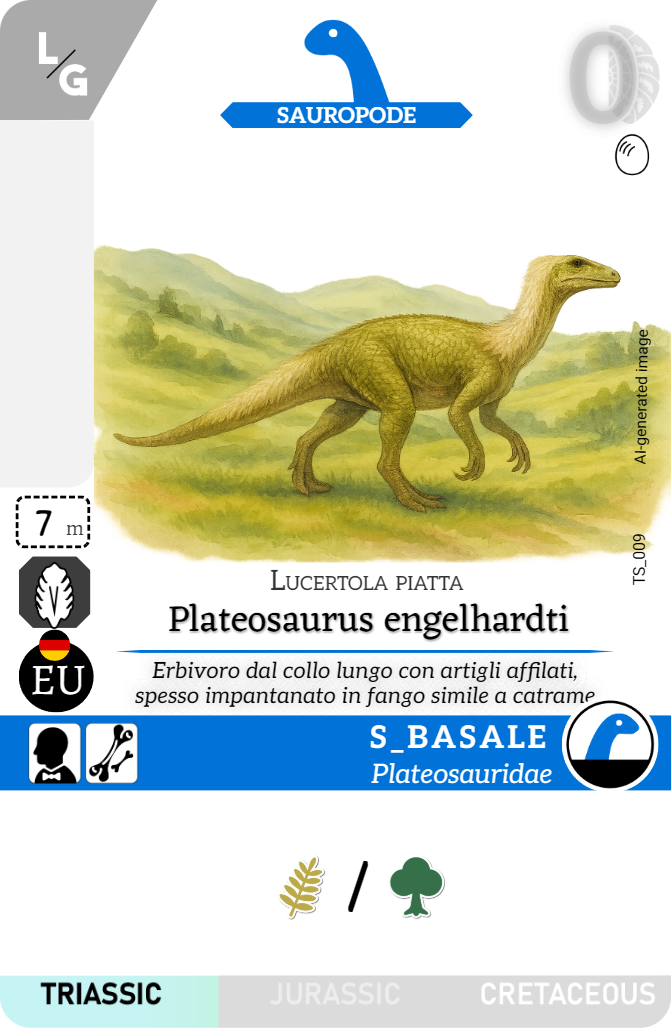 L/G
SAUROPODE
0
AI-generated image
TS_009
7 m
EU
LUCERTOLA PIATTA
Plateosaurus engelhardti
Erbivoro dal collo lungo con artigli affilati,
spesso impantanato in fango simile a catrame
S_BASALE
Plateosauridae
/
TRIASSIC JURASSIC CRETACEOUS